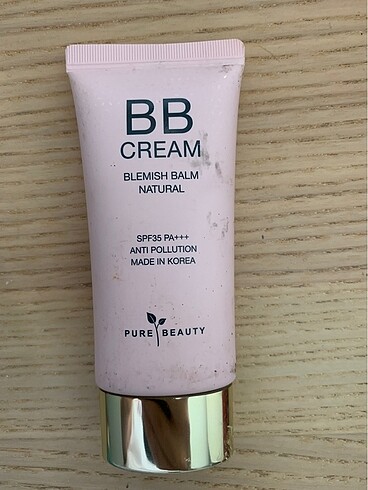 BB
CREAM
BLEMISH BALM
NATURAL
SPF35 PA+++
ANTI POLLUTION
MADE IN KOREA
PURE BEAUTY